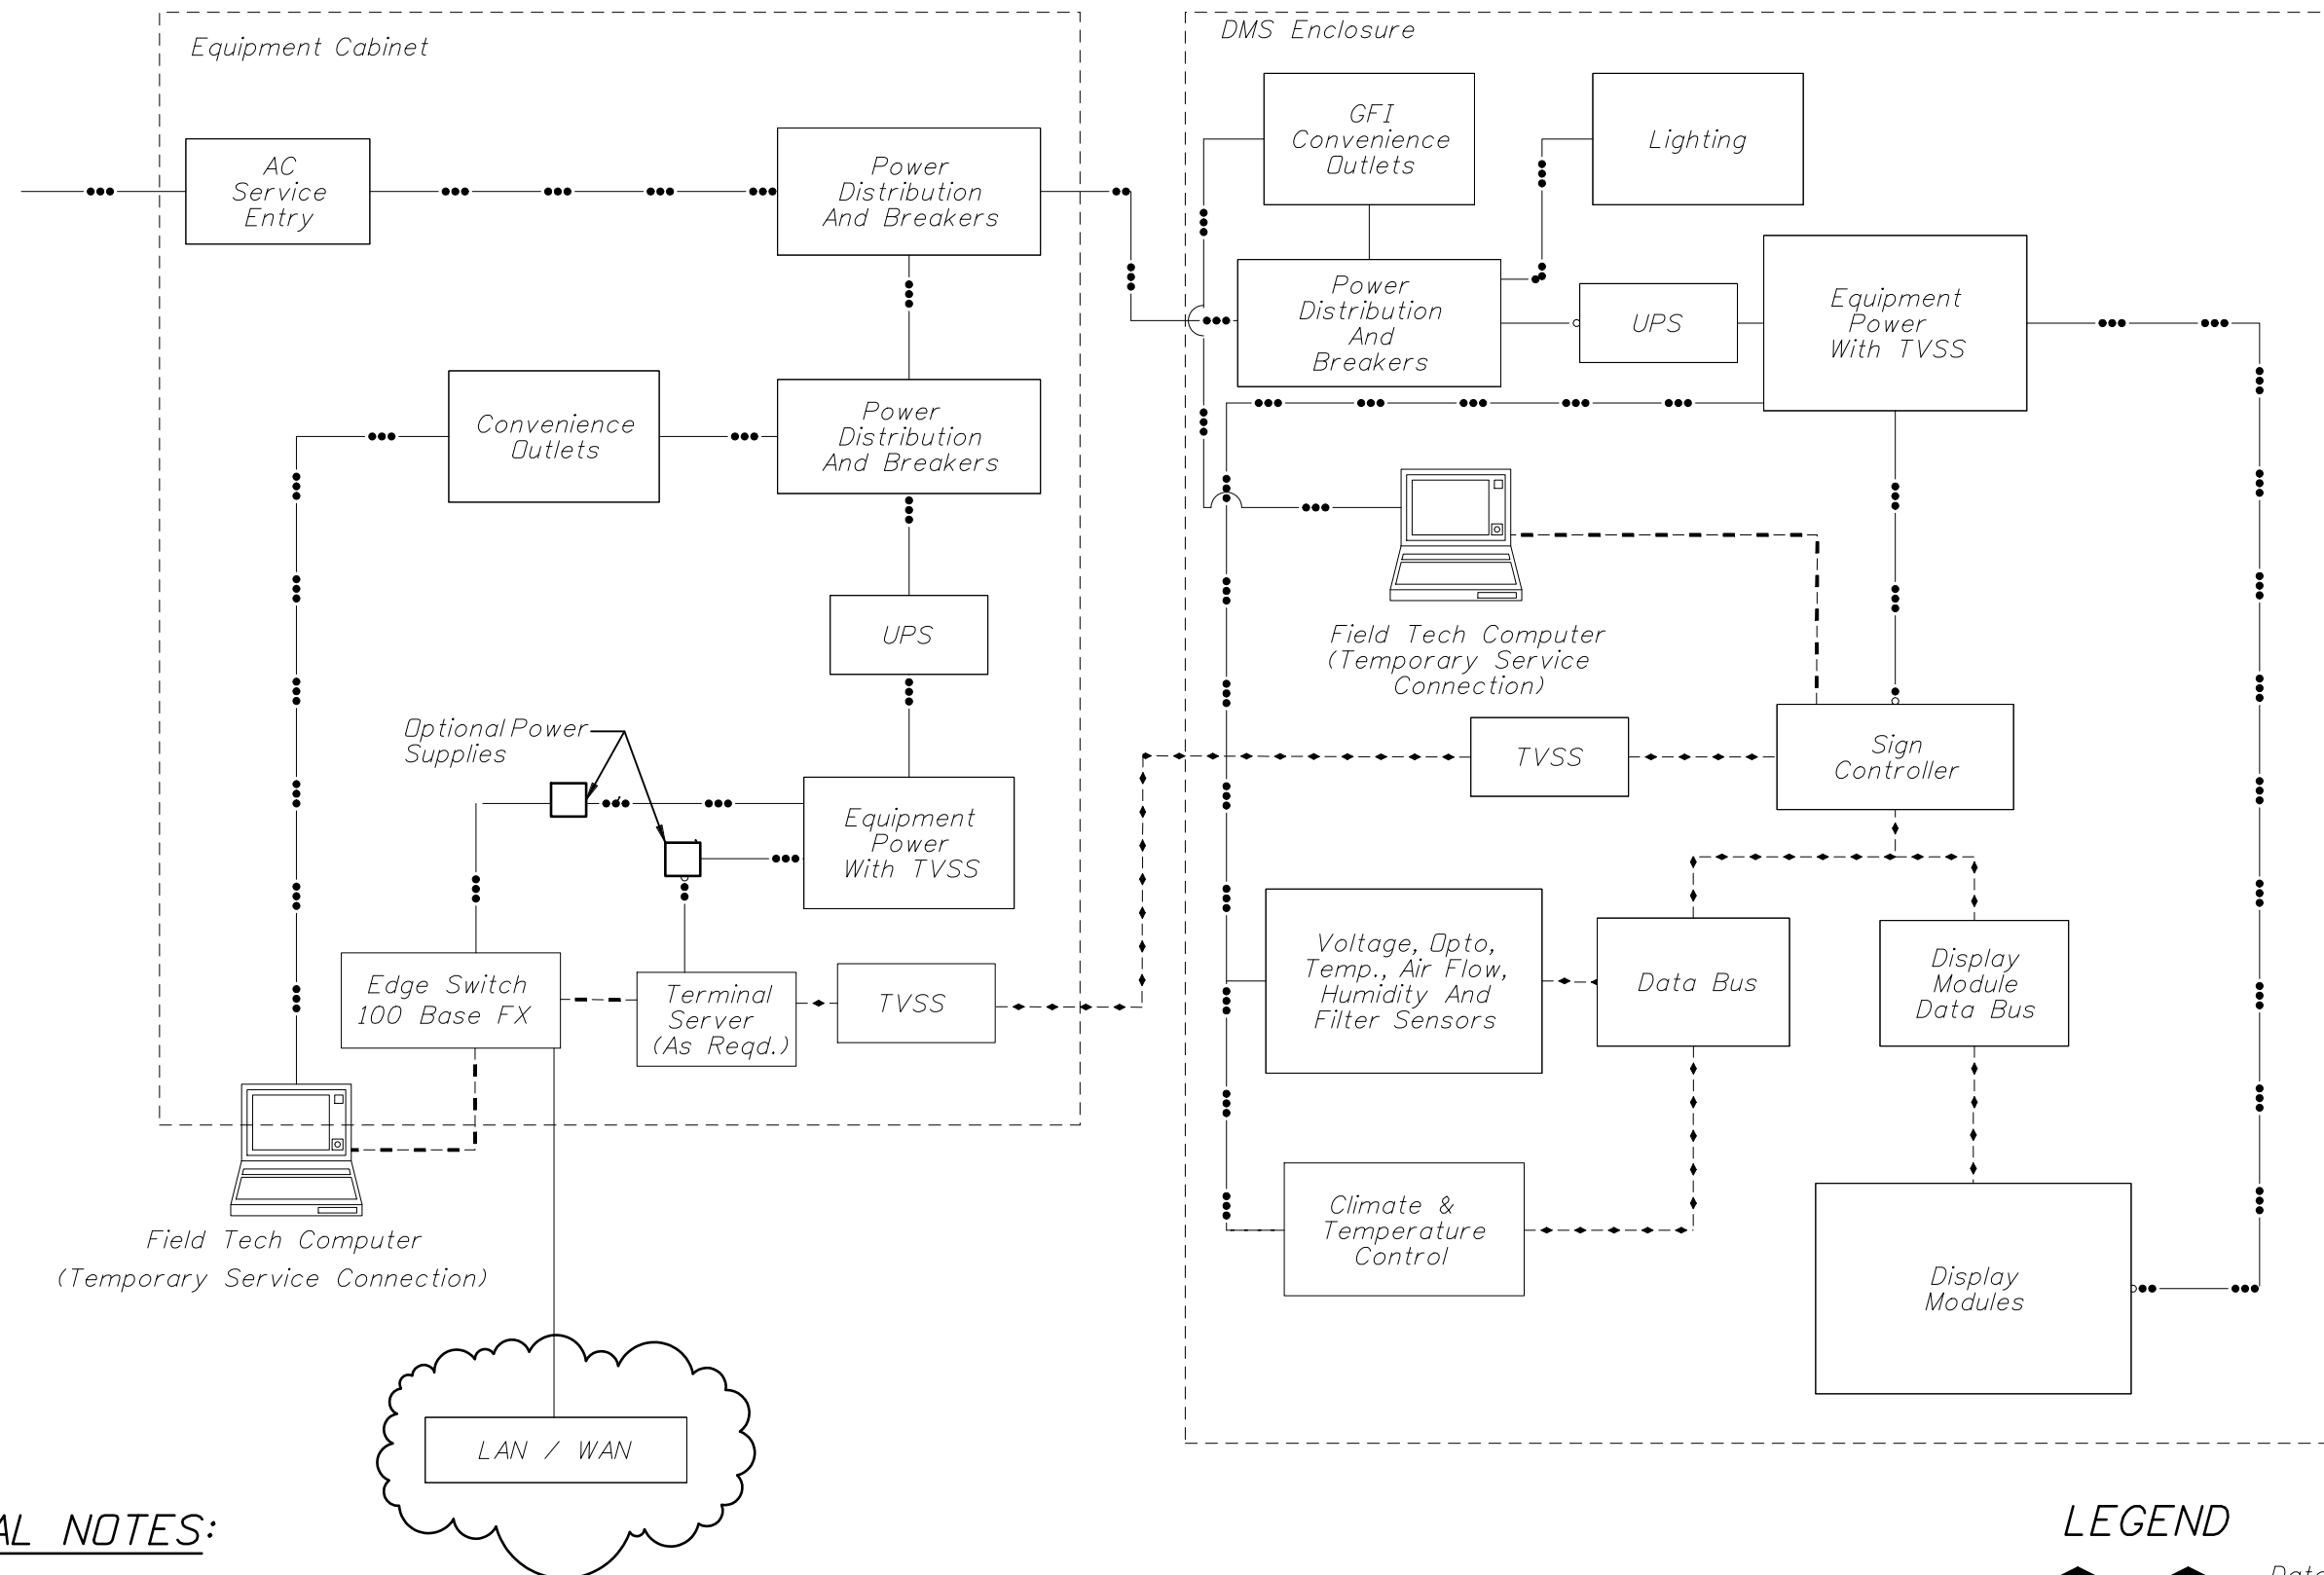 Equipment Cabinet
AC
Service
Entry
Power
Distribution
And Breakers
Convenience
Outlets
Power
Distribution
And Breakers
UPS
Optional Power
Supplies
Equipment
Power
With TVSS
Edge Switch
100 Base FX
Terminal
Server
(As Reqd.)
TVSS
Field Tech Computer
(Temporary Service Connection)
LAN / WAN
DMS Enclosure
GFI
Convenience
Outlets
Lighting
Power
Distribution
And
Breakers
UPS
Equipment
Power
With TVSS
Field Tech Computer
(Temporary Service
Connection)
TVSS
Sign
Controller
Voltage, Opto,
Temp., Air Flow,
Humidity And
Filter Sensors
Data Bus
Display
Module
Data Bus
Climate &
Temperature
Control
Display
Modules
AL NOTES:
LEGEND
Data